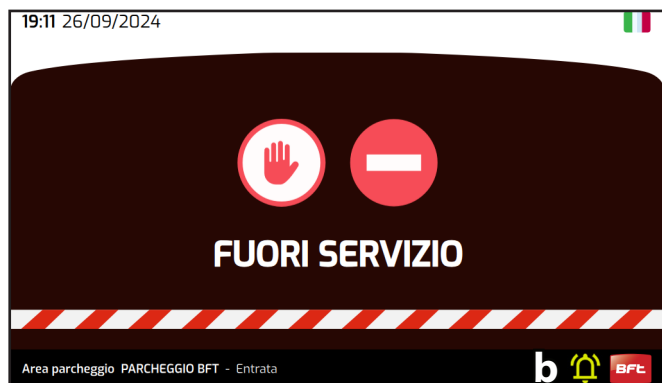 19:11 26/09/2024
FUORI SERVIZIO
Area parcheggio PARCHEGGIO BFT - Entrata
b
BFt